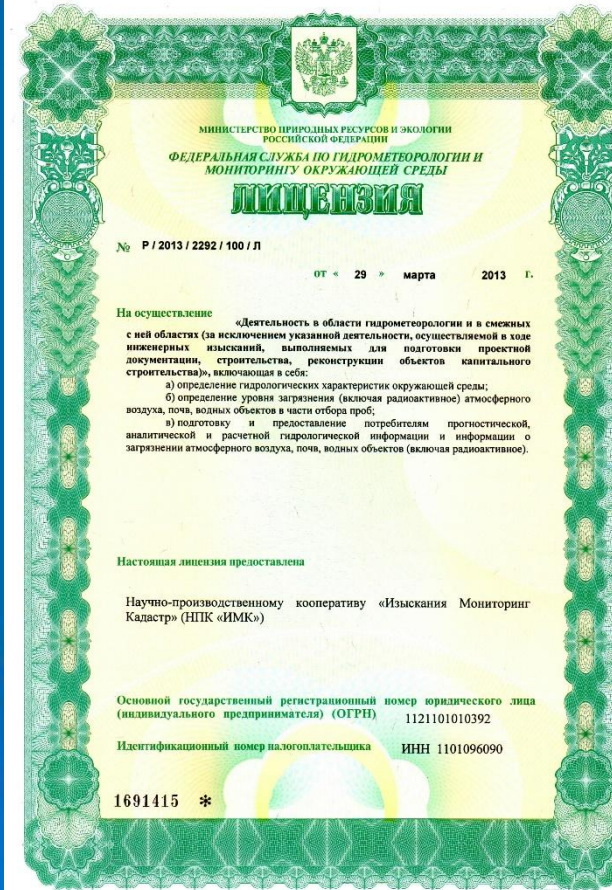 МИНИСТЕРСТВО ПРИРОДНЫХ РЕСУРСОВ И ЭКОЛОГИИ
РОССИЙСКОЙ ФЕДЕРАЦИИ
ФЕДЕРАЛЬНАЯ СЛУЖБА ПО ГИДРОМЕТЕОРОЛОГИИ И
МОНИТОРИНГУ ОКРУЖАЮЩЕЙ СРЕДЫ
ЛИЦЕНЗИЯ
№ Р / 2013 / 2292 / 100 / Л
от « 29 » марта 2013 г.
На осуществление
«Деятельность в области гидрометеорологии и в смежных
с ней областях (за исключением указанной деятельности, осуществляемой в ходе
инженерных изысканий, выполняемых для подготовки проектной
документации, строительства, реконструкции объектов капитального
строительства)», включающая в себя:
а) определение гидрологических характеристик окружающей среды;
б) определение уровня загрязнения (включая радиоактивное) атмосферного
воздуха, почв, водных объектов в части отбора проб;
в) подготовку и предоставление потребителям прогностической,
аналитической и расчетной гидрологической информации и информации о
загрязнении атмосферного воздуха, почв, водных объектов (включая радиоактивное).
Настоящая лицензия предоставлена
Научно-производственному кооперативу «Изыскания Мониторинг
Кадастр» (НПК «ИМК»)
Основной государственный регистрационный номер юридического лица
(индивидуального предпринимателя) (ОГРН) 1121101010392
Идентификационный номер налогоплательщика ИНН 1101096090
1691415 *